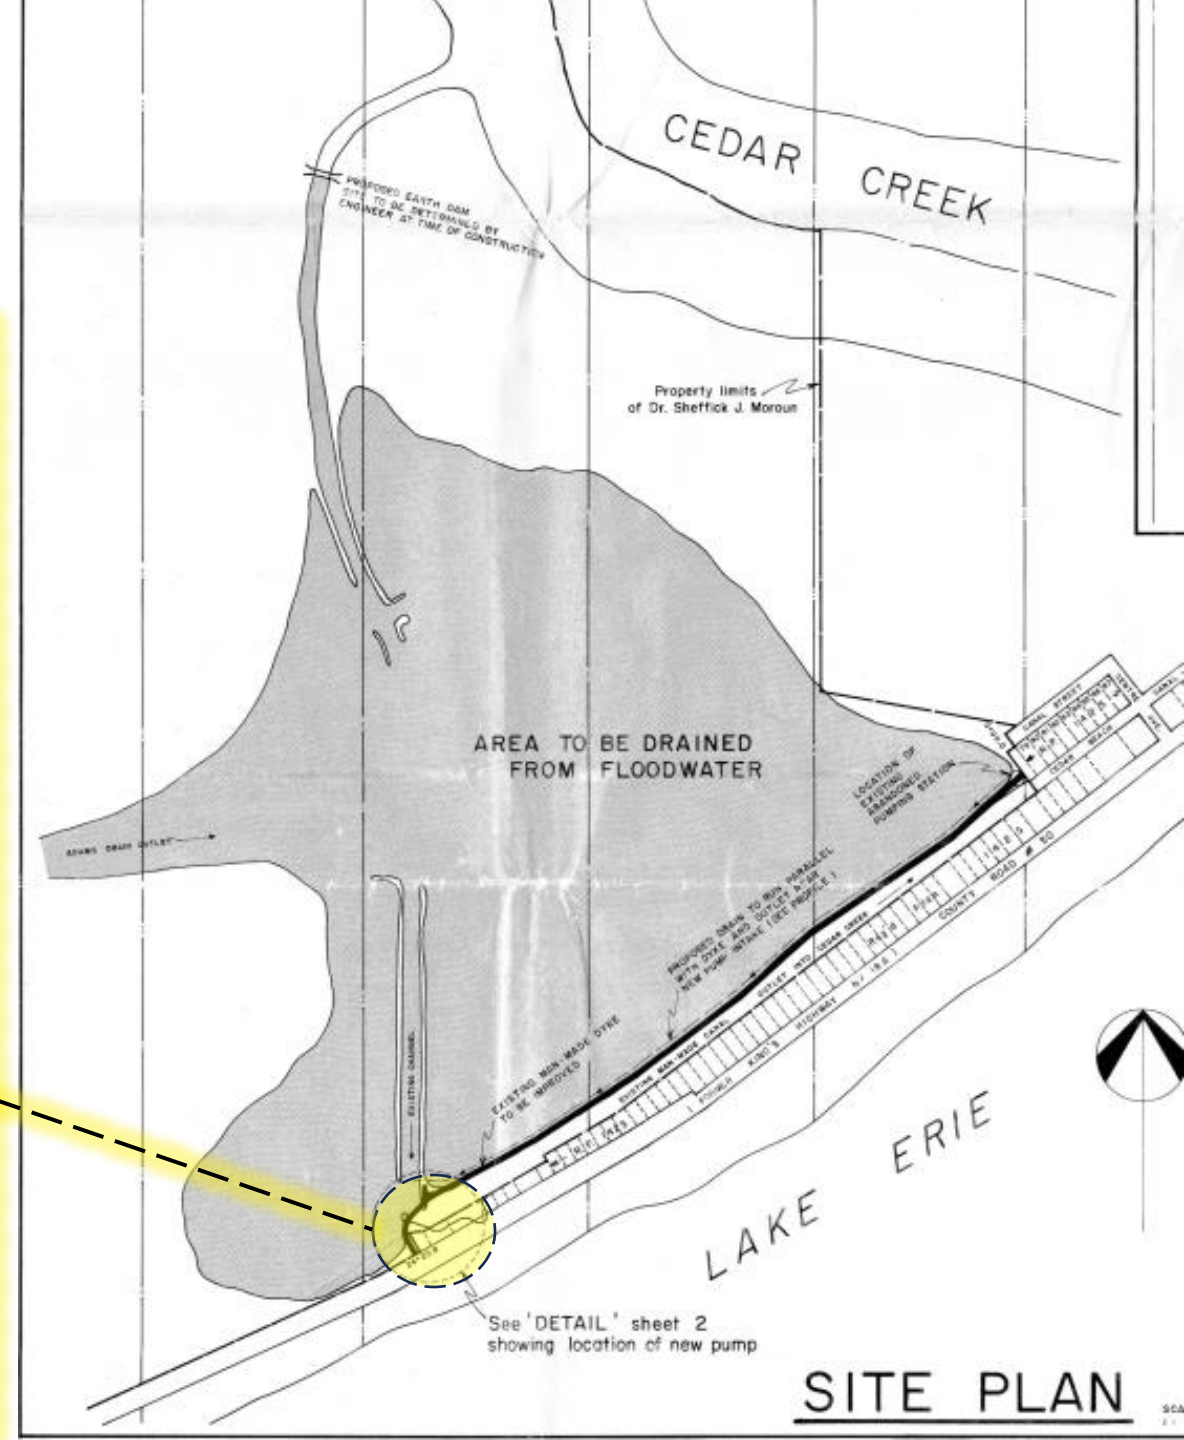 CEDAR CREEK
PROPOSED EARTH DAM
SITE TO BE DETERMINED BY
ENGINEER AT TIME OF CONSTRUCTION
Property limits
of Dr. Sheffick J. Moroun
CANAL STREET
CEDAR BEACH
AREA TO BE DRAINED
FROM FLOODWATER
LOCATION OF
EXISTING
ABANDONED
PUMPING STATION
DRAIN OUTLET
PROPOSED DRAIN TO RUN PARALLEL
WITH DYKE AND OUTLET
NEW PUMP INTAKE (SEE PROFILE)
COUNTY ROAD # 50
EXISTING MAN-MADE CANAL OUTLET INTO CEDAR CREEK
FORMER KING'S HIGHWAY
EXISTING MAN-MADE DYKE
TO BE IMPROVED
EXISTING CHANNEL
LAKE ERIE
See 'DETAIL' sheet 2
showing location of new pump
SITE PLAN